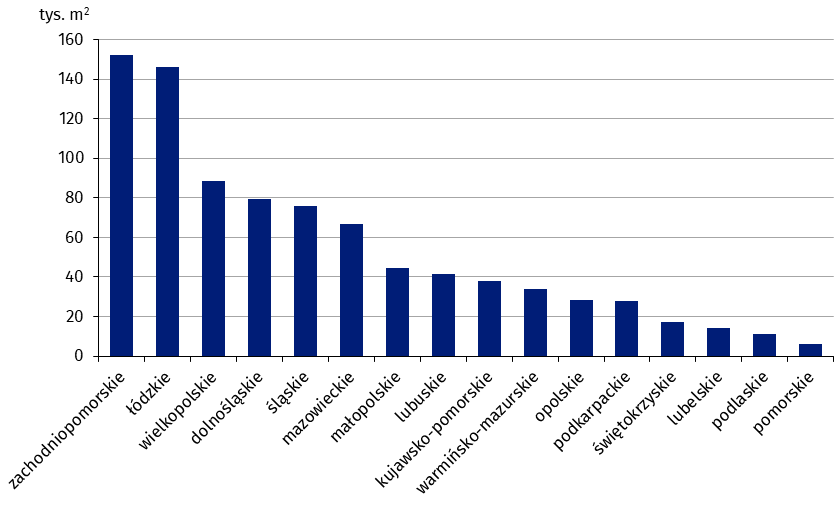 tys. m²
160
140
120
100
80
60
40
20
0
zachodniopomorskie
łódzkie
wielkopolskie
dolnośląskie
śląskie
mazowieckie
małopolskie
lubuskie
kujawsko-pomorskie
warmińsko-mazurskie
opolskie
podkarpackie
świętokrzyskie
lubelskie
podlaskie
pomorskie